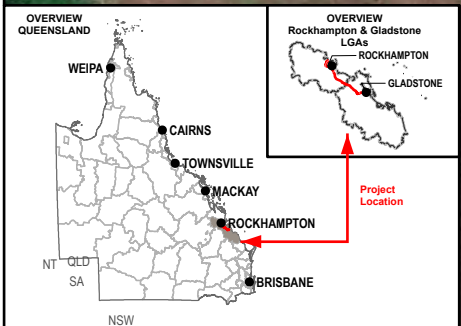 OVERVIEW
QUEENSLAND
WEIPA
CAIRNS
TOWNSVILLE
MACKAY
ROCKHAMPTON
BRISBANE
NT QLD
SA
NSW
OVERVIEW
Rockhampton & Gladstone
LGAs
ROCKHAMPTON
GLADSTONE
Project
Location